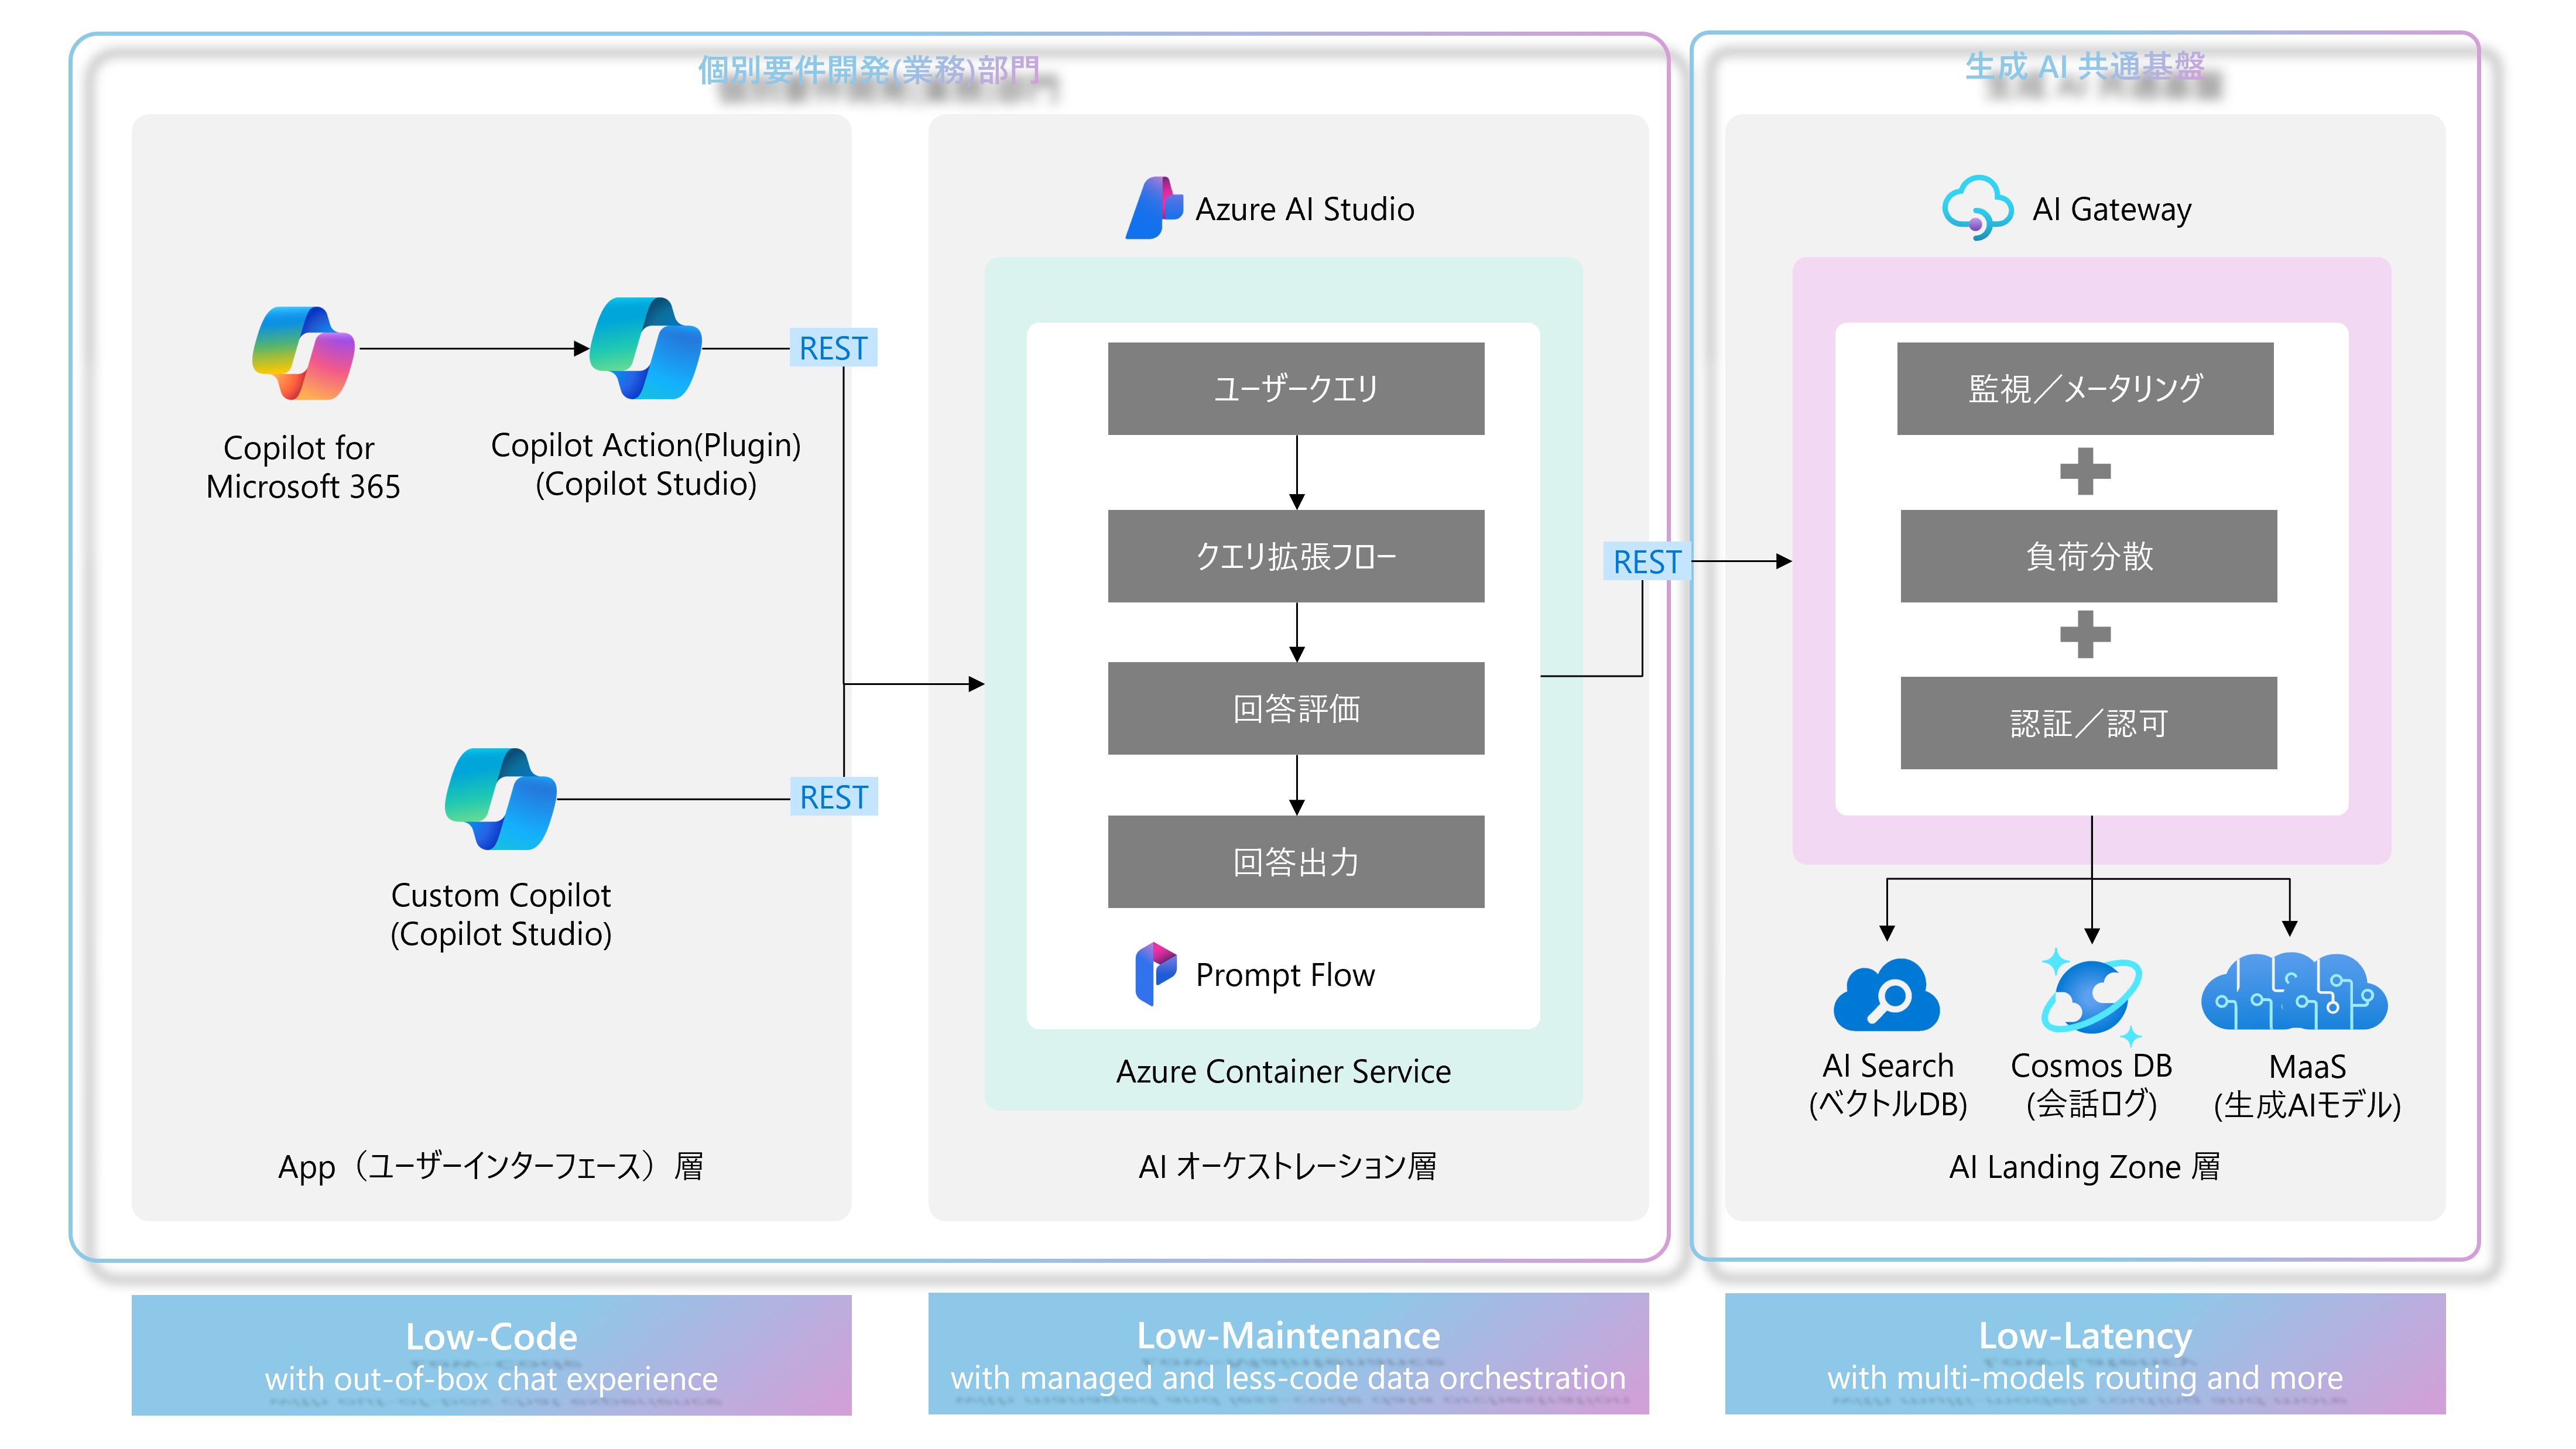 個別要件開発(業務)部門
Copilot for
Microsoft 365
Copilot Action(Plugin)
(Copilot Studio)
REST
Custom Copilot
(Copilot Studio)
REST
App（ユーザーインターフェース）層
Azure AI Studio
ユーザークエリ
クエリ拡張フロー
回答評価
回答出力
Prompt Flow
Azure Container Service
AI オーケストレーション層
REST
生成 AI 共通基盤
AI Gateway
監視／メータリング
負荷分散
認証／認可
AI Search
(ベクトルDB)
Cosmos DB
(会話ログ)
MaaS
(生成AIモデル)
AI Landing Zone 層
Low-Code
with out-of-box chat experience
Low-Maintenance
with managed and less-code data orchestration
Low-Latency
with multi-models routing and more